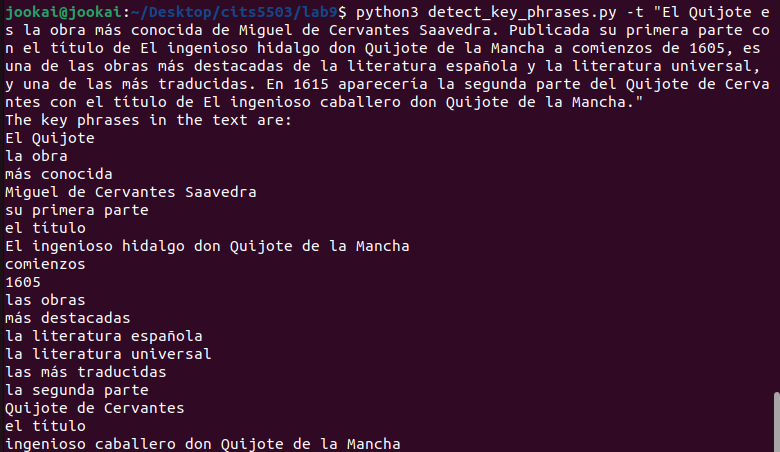 jookai@jookai:~/Desktop/cits5503/lab9$ python3 detect_key_phrases.py -t "El Quijote e
s la obra más conocida de Miguel de Cervantes Saavedra. Publicada su primera parte co
n el título de El ingenioso hidalgo don Quijote de la Mancha a comienzos de 1605, es
una de las obras más destacadas de la literatura española y la literatura universal,
y una de las más traducidas. En 1615 aparecería la segunda parte del Quijote de Cerva
ntes con el título de El ingenioso caballero don Quijote de la Mancha."
The key phrases in the text are:
El Quijote
la obra
más conocida
Miguel de Cervantes Saavedra
su primera parte
el título
El ingenioso hidalgo don Quijote de la Mancha
comienzos
1605
las obras
más destacadas
la literatura española
la literatura universal
las más traducidas
la segunda parte
Quijote de Cervantes
el título
ingenioso caballero don Quijote de la Mancha